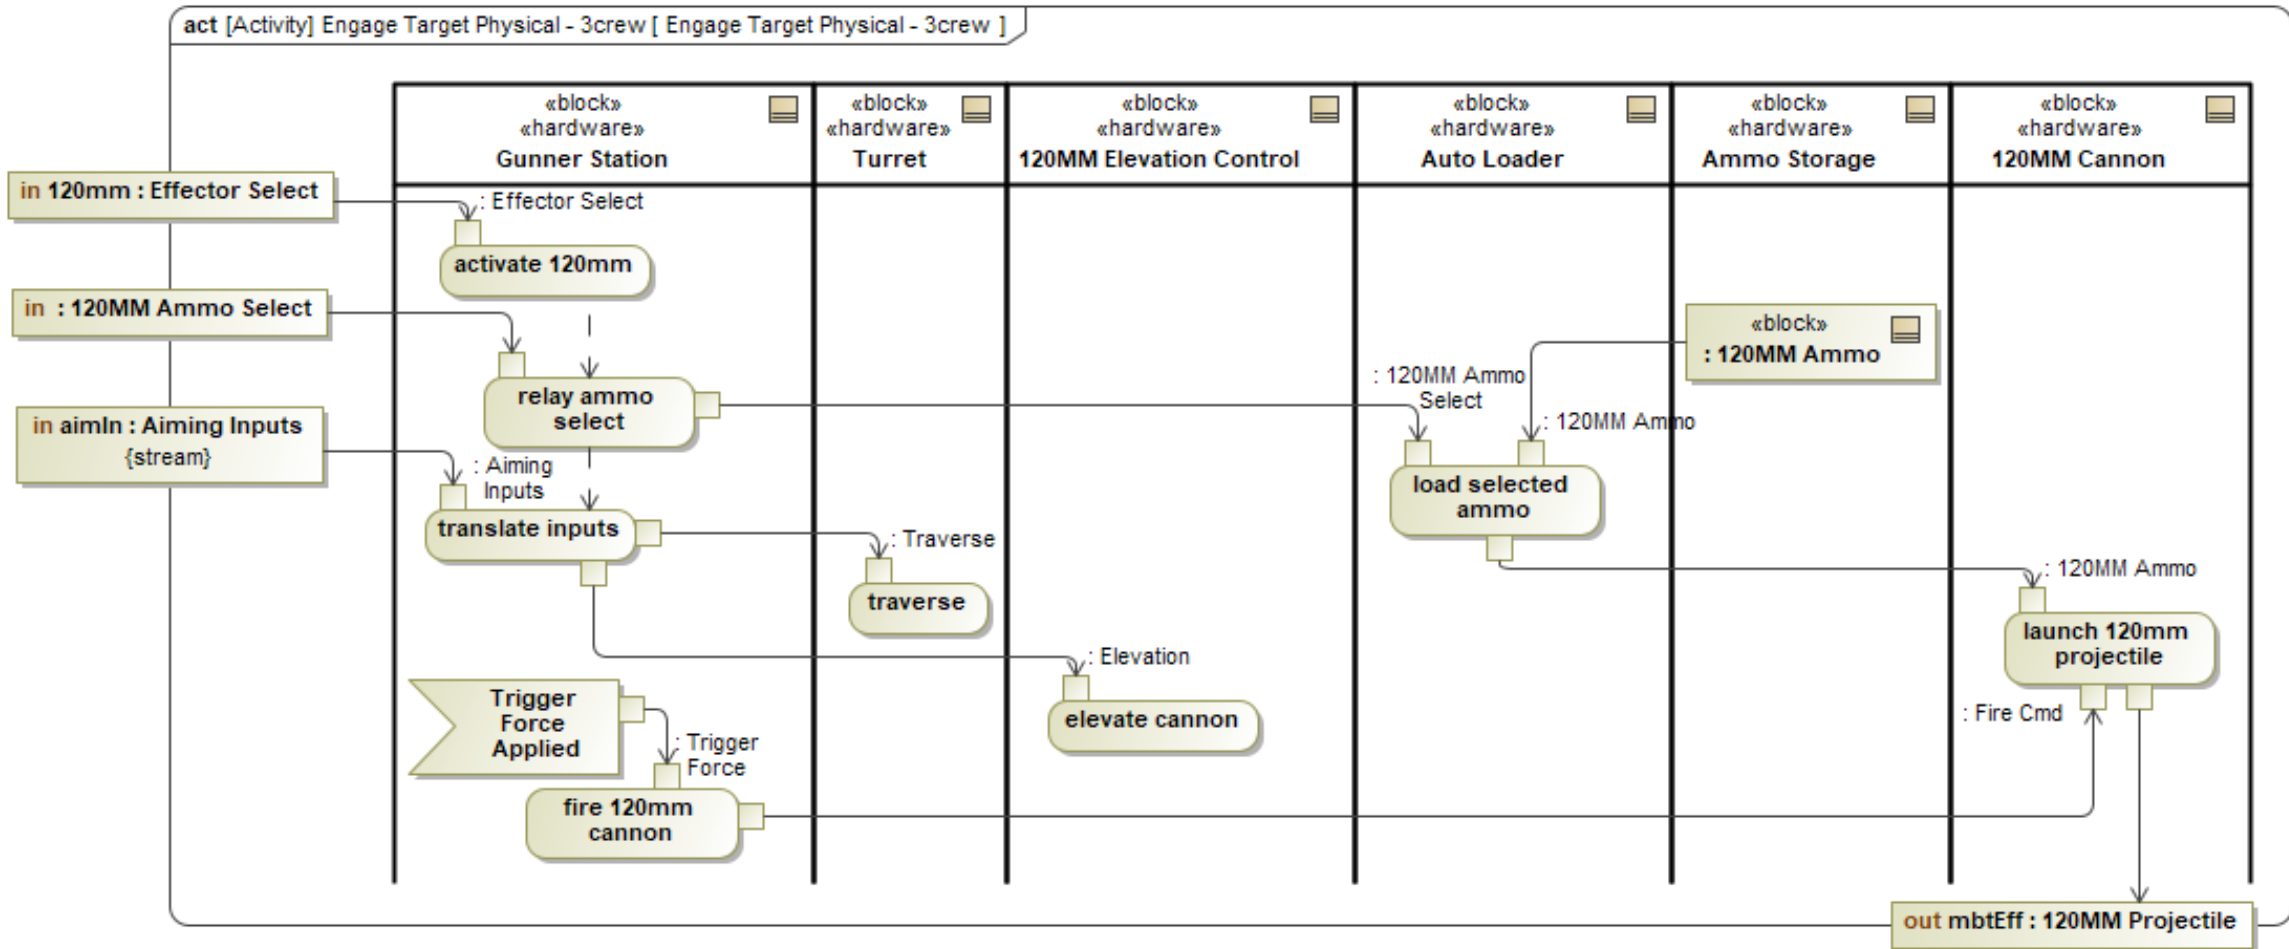 act [Activity] Engage Target Physical - 3crew [ Engage Target Physical - 3crew ]
«block»
«hardware»
Gunner Station
«block»
«hardware»
Turret
«block»
«hardware»
120MM Elevation Control
«block»
«hardware»
Auto Loader
«block»
«hardware»
Ammo Storage
«block»
«hardware»
120MM Cannon
in 120mm : Effector Select
: Effector Select
activate 120mm
in : 120MM Ammo Select
relay ammo
select
«block»
: 120MM Ammo
: 120MM Ammo
Select
: 120MM Ammo
in aimIn : Aiming Inputs
{stream}
: Aiming
Inputs
translate inputs
load selected
ammo
: Traverse
traverse
: 120MM Ammo
launch 120mm
projectile
: Elevation
elevate cannon
Trigger
Force
Applied
: Trigger
Force
: Fire Cmd
fire 120mm
cannon
out mbtEff : 120MM Projectile